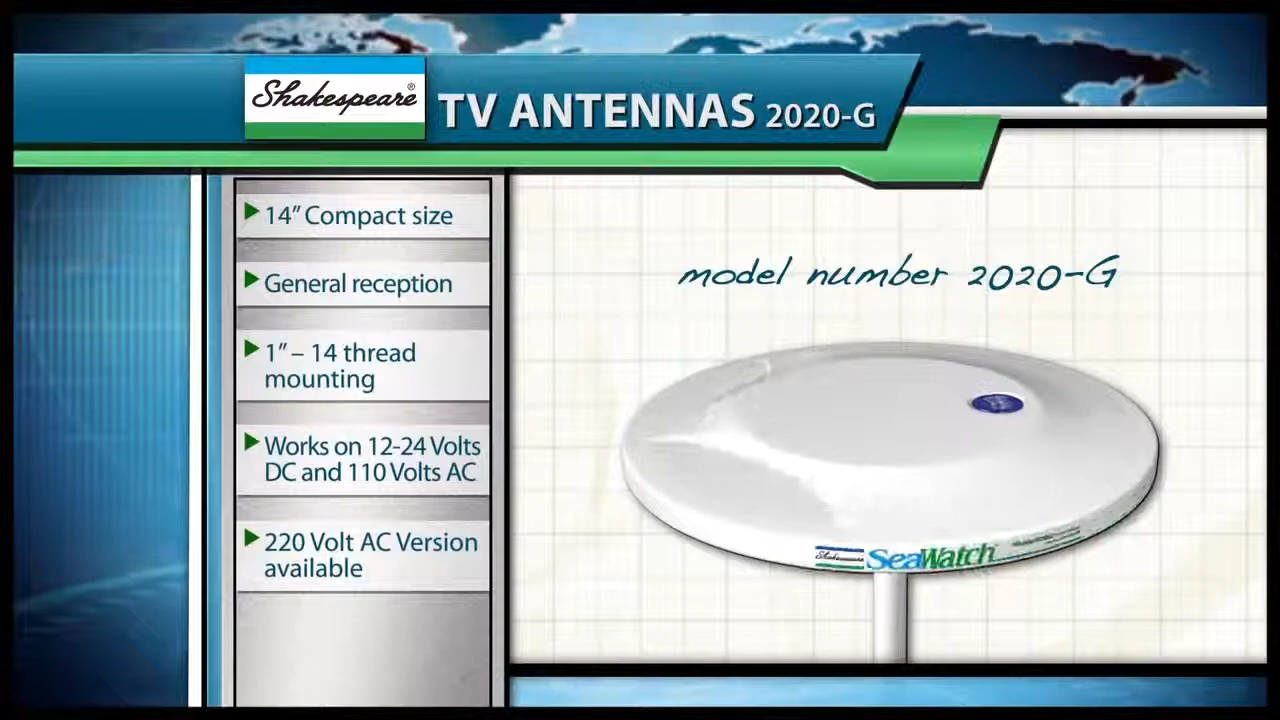 Shakespeare®
TV ANTENNAS 2020-G
14” Compact size
General reception
1” – 14 thread
mounting
Works on 12-24 Volts
DC and 110 Volts AC
220 Volt AC Version
available
model number 2020-G
Shakespeare
SeaWatch